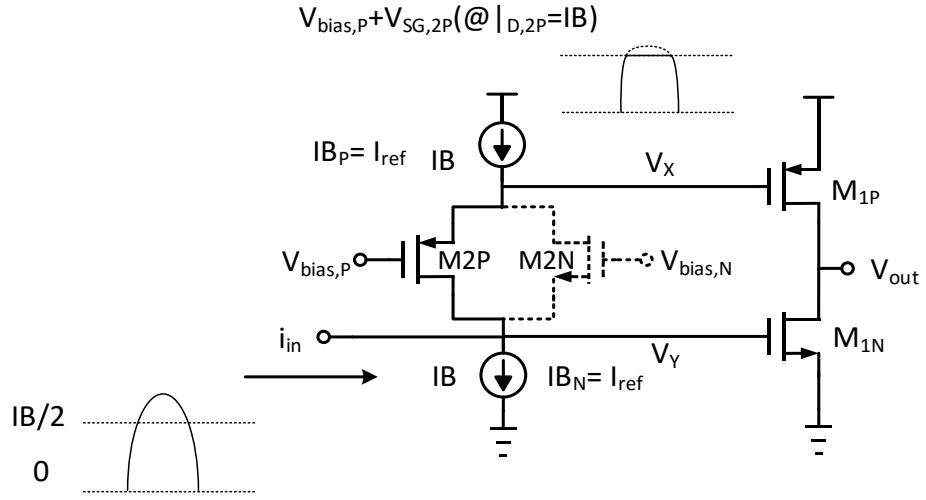 V_bias,P+V_SG,2P(@|_D,2P=IB)
IB_P= I_ref
IB
V_X
M_1P
V_bias,P
M2P
M2N
V_bias,N
V_out
i_in
V_Y
M_1N
IB
IB_N= I_ref
IB/2
0